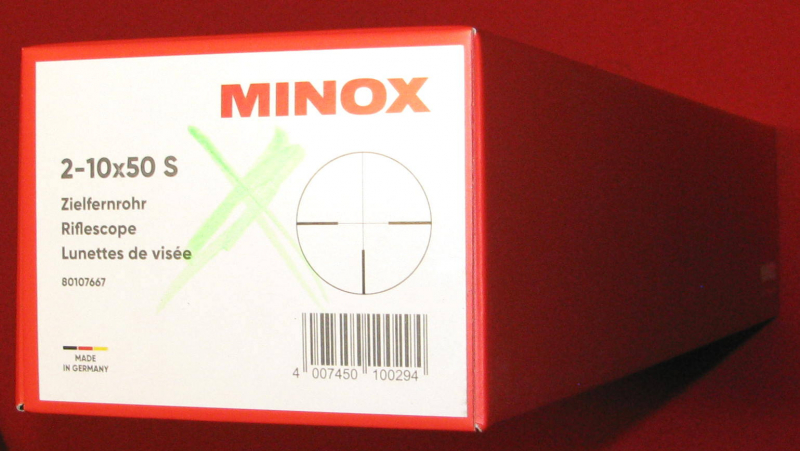 MINOX
2-10x50 S
Zielfernrohr
Riflescope
Lunettes de visée
80107667
MADE
IN GERMANY
4 007450 100294